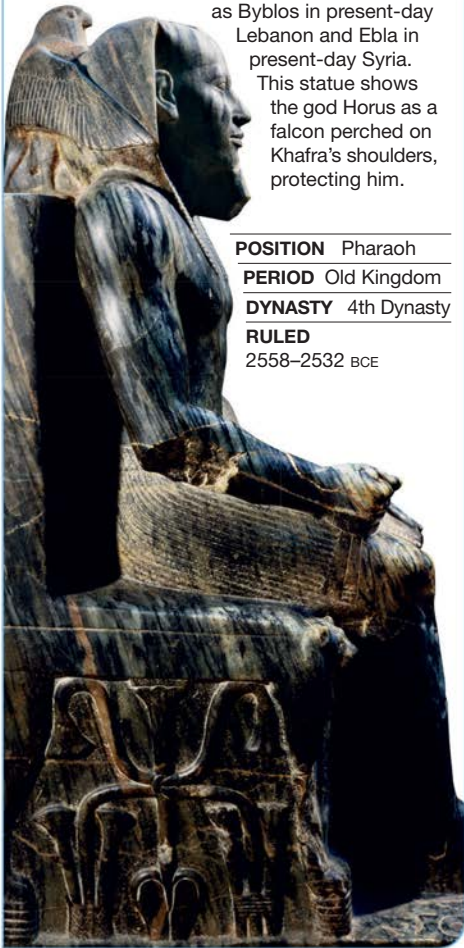 as Byblos in present-day
Lebanon and Ebla in
present-day Syria.
This statue shows
the god Horus as a
falcon perched on
Khafra's shoulders,
protecting him.
POSITION Pharaoh
PERIOD Old Kingdom
DYNASTY 4th Dynasty
RULED
2558–2532 BCE